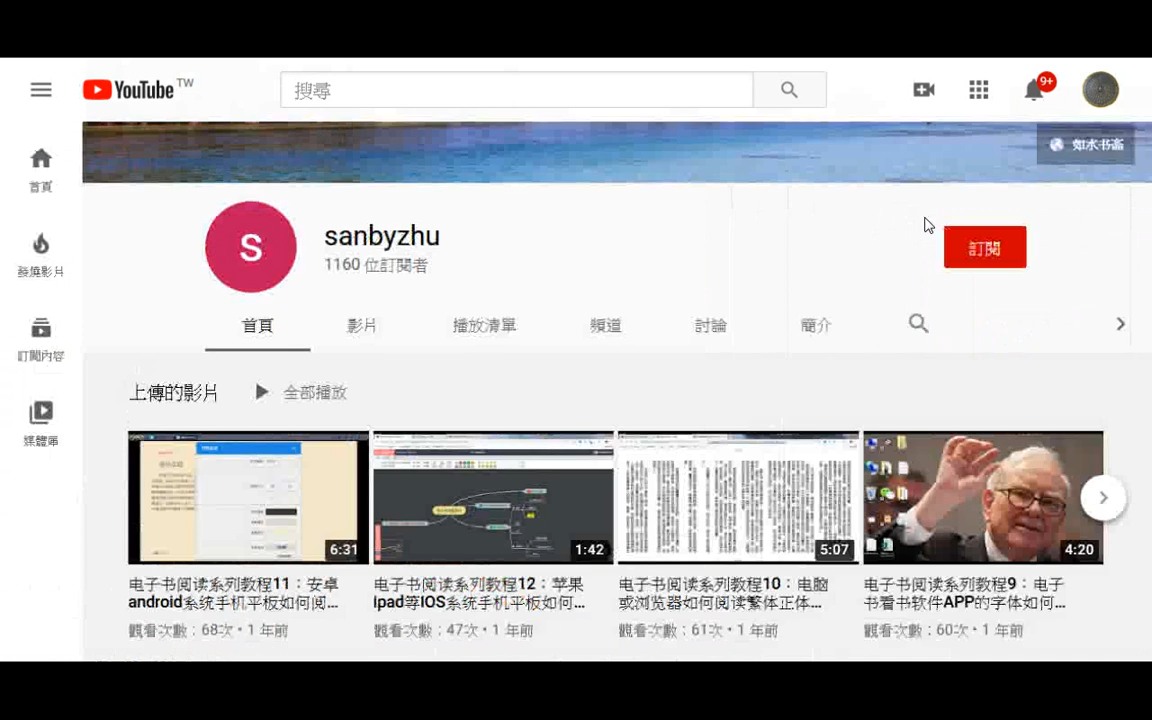 YouTube TW
搜尋
9+
如水书斋
首頁
發燒影片
訂閱內容
媒體庫
S
sanbyzhu
1160 位訂閱者
訂閱
首頁 影片 播放清單 頻道 討論 簡介
上傳的影片 全部播放
6:31
1:42
5:07
4:20
电子书阅读系列教程11：安卓
android系统手机平板如何阅...
觀看次數：68次 • 1 年前
电子书阅读系列教程12：苹果
ipad等IOS系统手机平板如何...
觀看次數：47次 • 1 年前
电子书阅读系列教程10：电脑
或浏览器如何阅读繁体正体...
觀看次數：61次 • 1 年前
电子书阅读系列教程9：电子
书看书软件APP的字体如何...
觀看次數：60次 • 1 年前